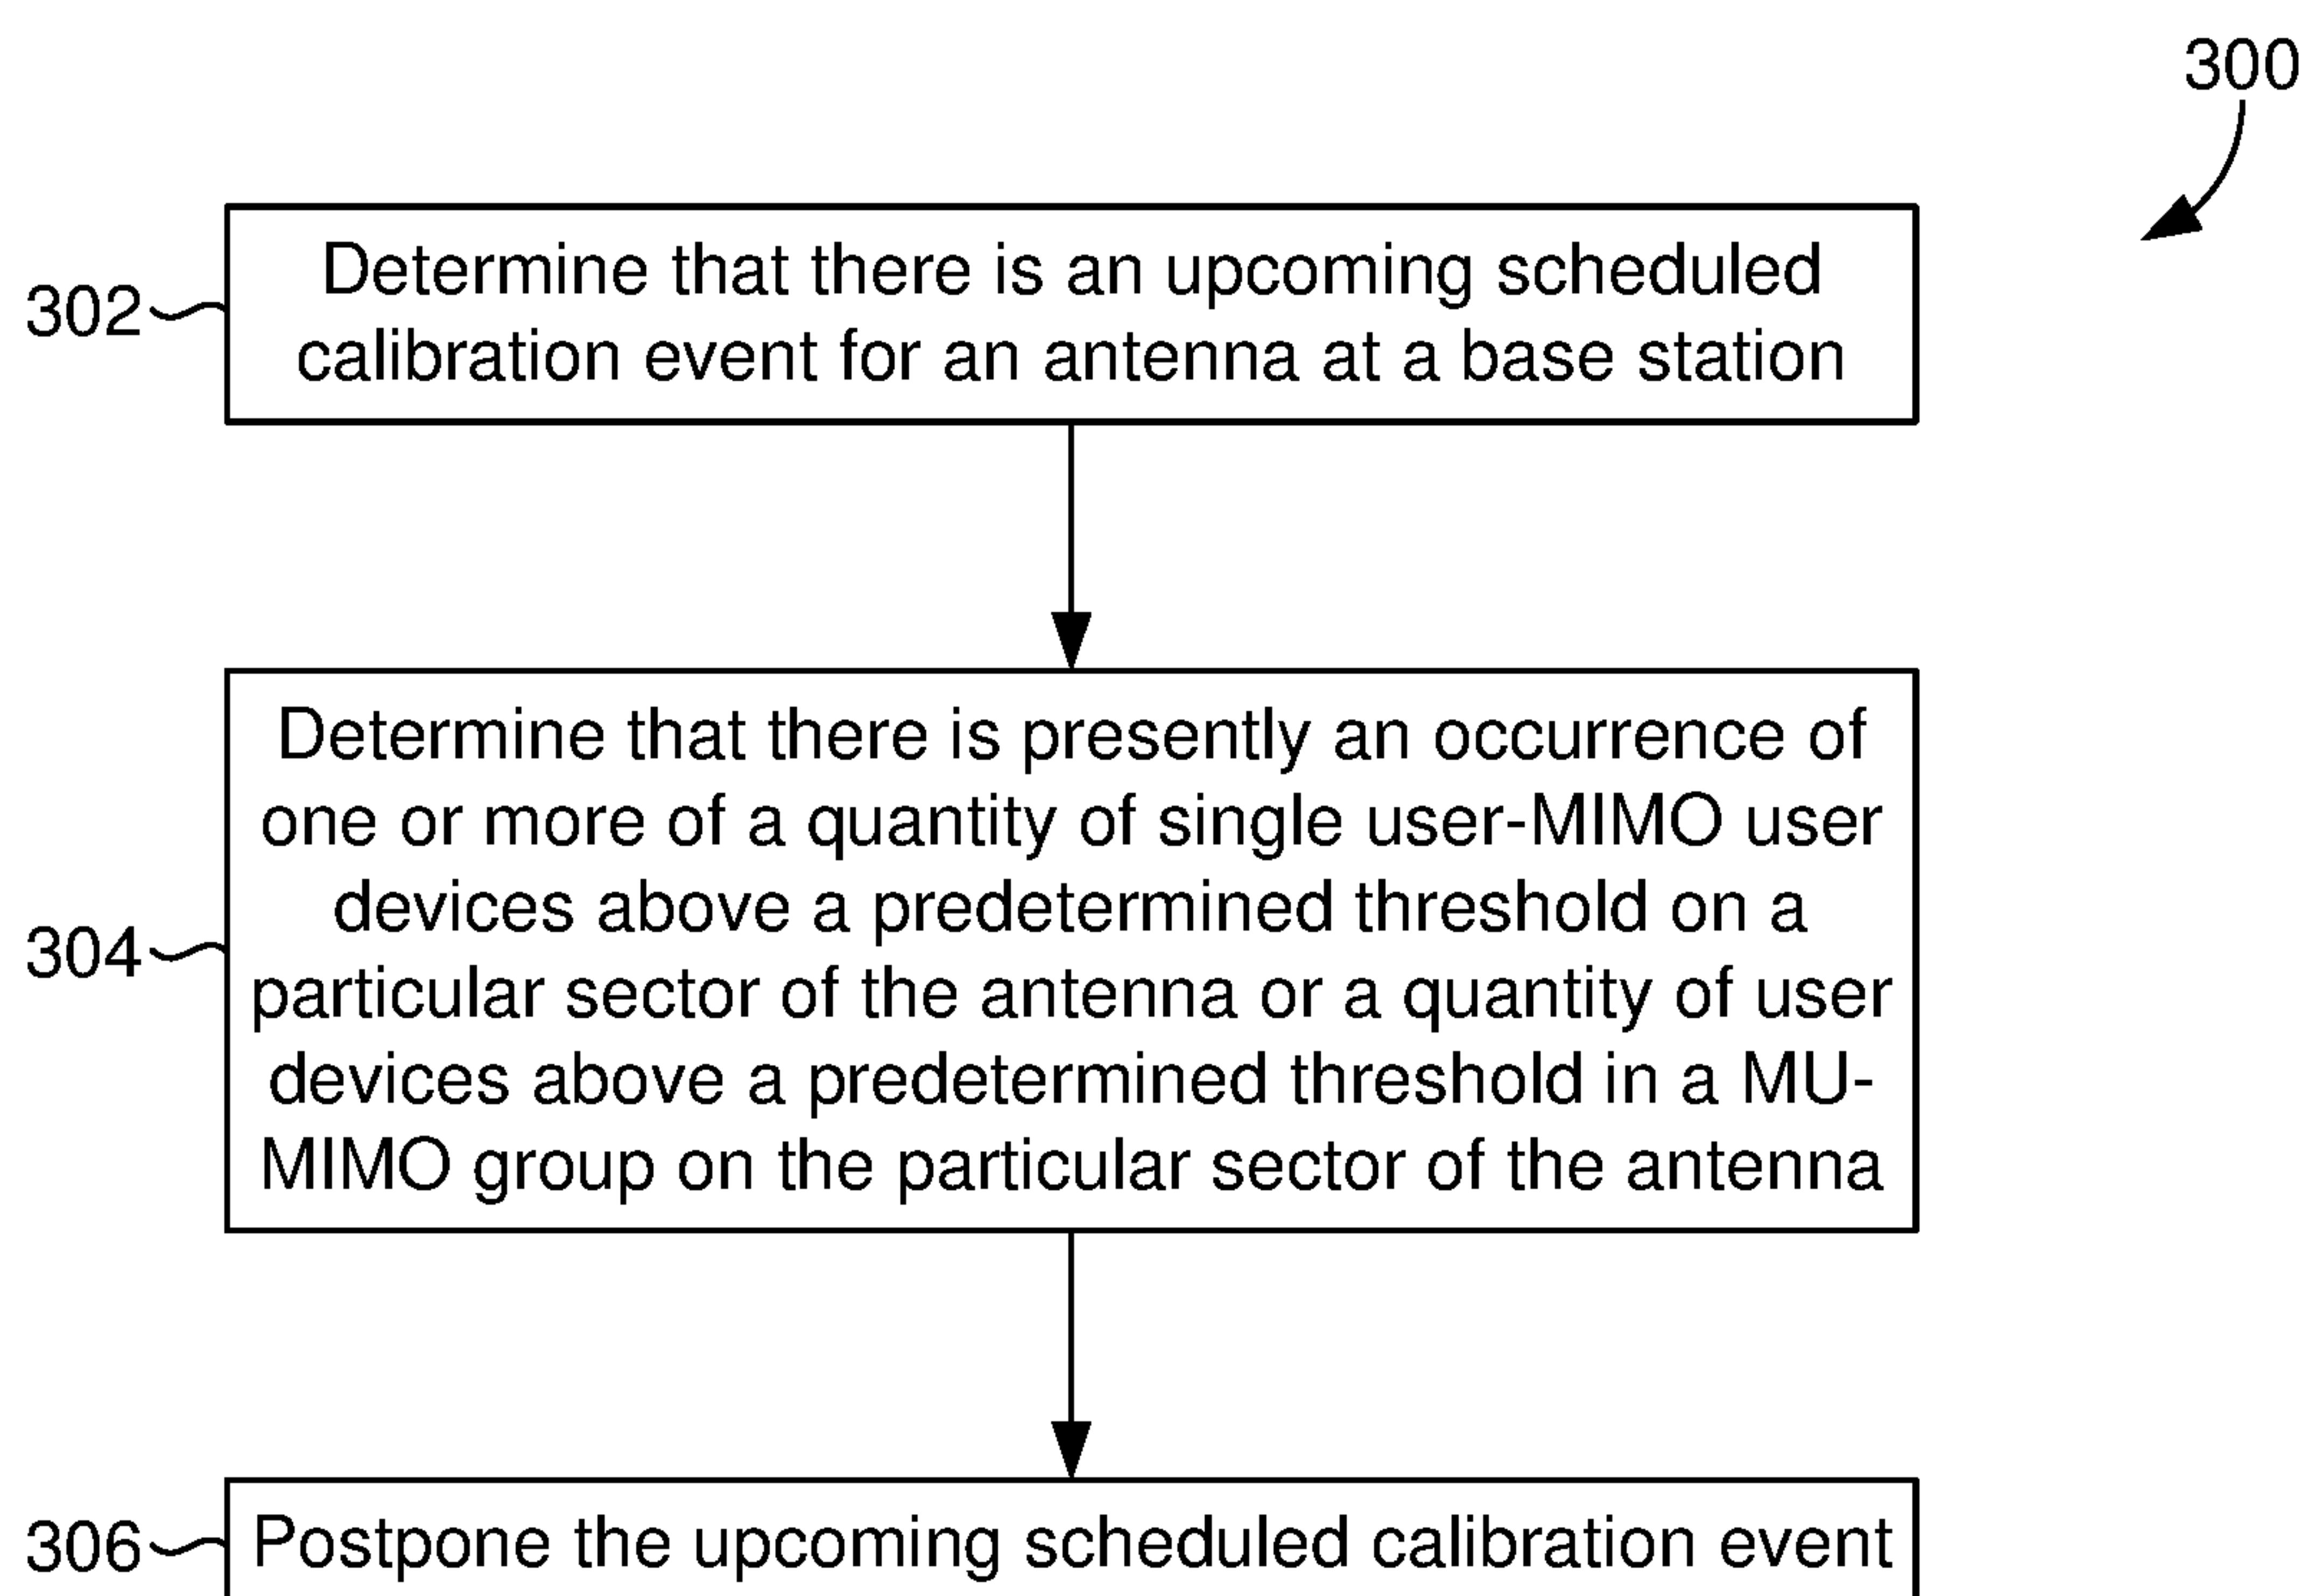 300
302
Determine that there is an upcoming scheduled
calibration event for an antenna at a base station
304
Determine that there is presently an occurrence of
one or more of a quantity of single user-MIMO user
devices above a predetermined threshold on a
particular sector of the antenna or a quantity of user
devices above a predetermined threshold in a MU-
MIMO group on the particular sector of the antenna
306
Postpone the upcoming scheduled calibration event